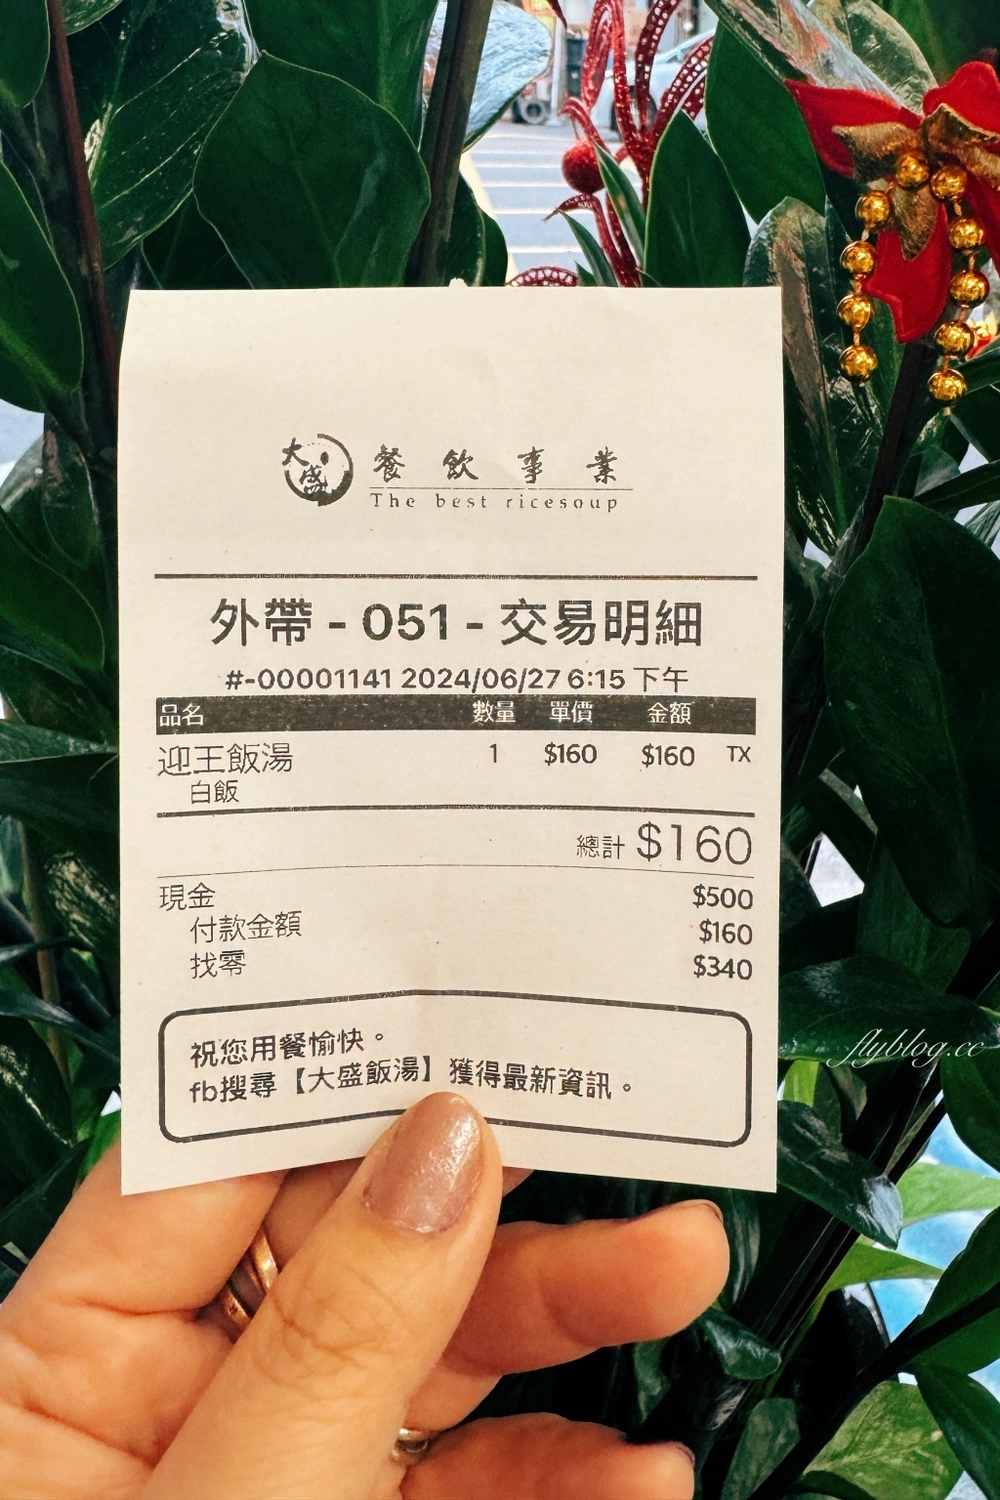 大盛 餐飲事業
The best ricesoup
外帶 - 051 - 交易明細
#-00001141 2024/06/27 6:15 下午
品名 數量 單價 金額
迎王飯湯 1 $160 $160 TX
白飯
總計 $160
現金 $500
付款金額 $160
找零 $340
祝您用餐愉快。
fb搜尋【大盛飯湯】獲得最新資訊。
flyblog.cc